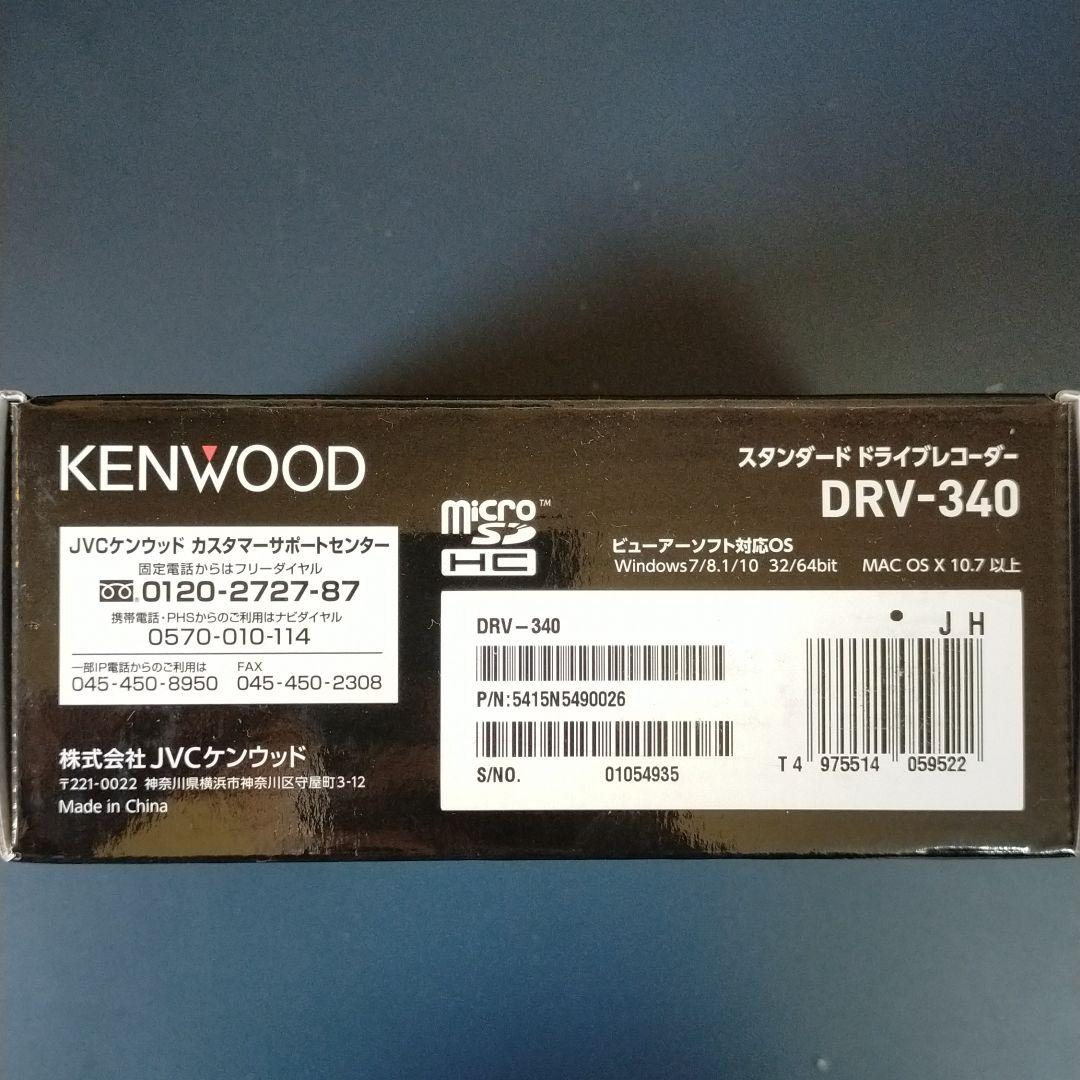 KENWOOD
スタンダード ドライブレコーダー
DRV-340
JVCケンウッド カスタマーサポートセンター
固定電話からはフリーダイヤル
0120-2727-87
携帯電話・PHSからのご利用はナビダイヤル
0570-010-114
一部IP電話からのご利用は FAX
045-450-8950 045-450-2308
株式会社 JVCケンウッド
〒221-0022 神奈川県横浜市神奈川区守屋町3-12
Made in China
micro SD™
HC
ビューアーソフト対応OS
Windows7/8.1/10 32/64bit MAC OS X 10.7 以上
DRV-340
P/N:5415N5490026
S/NO. 01054935
J H
T4 975514 059522